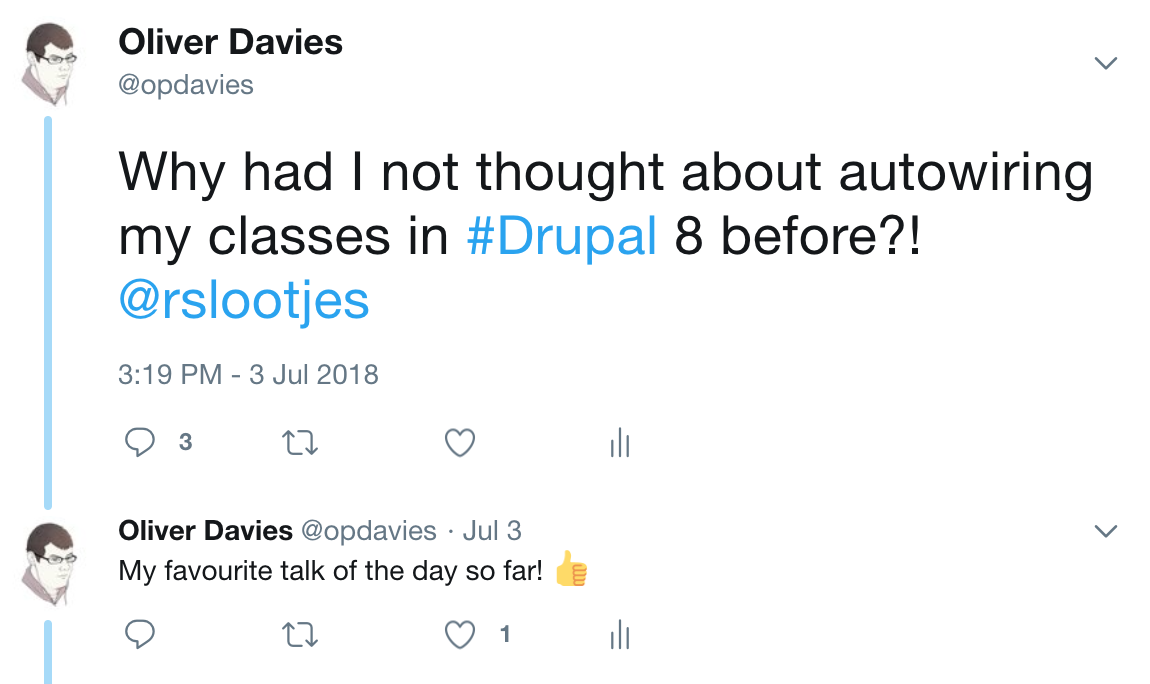 Oliver Davies
@opdavies
Why had I not thought about autowiring
my classes in #Drupal 8 before?!
@rslootjes
3:19 PM - 3 Jul 2018
3
Oliver Davies @opdavies · Jul 3
My favourite talk of the day so far! 👍
1